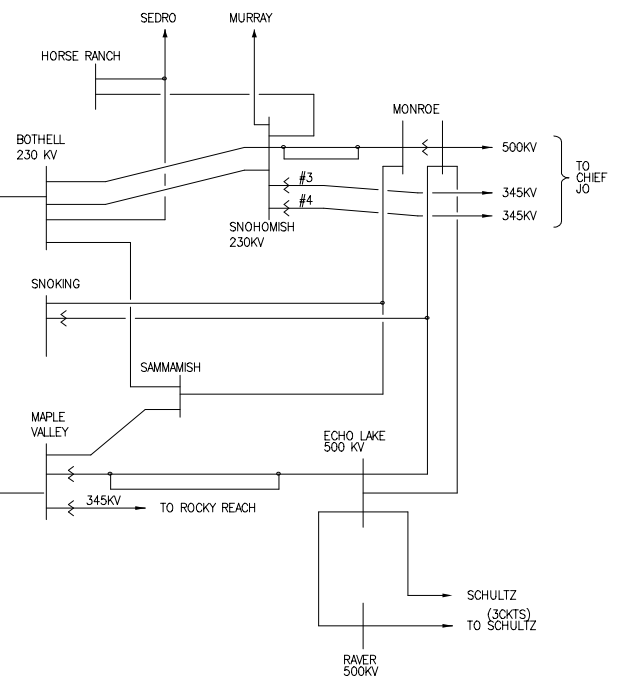 SEDRO
MURRAY
HORSE RANCH
MONROE
BOTHELL
230 KV
500KV
TO
CHIEF
JO
#3
345KV
#4
345KV
SNOHOMISH
230KV
SNOKING
SAMMAMISH
MAPLE
VALLEY
ECHO LAKE
500 KV
345KV
TO ROCKY REACH
SCHULTZ
(3CKTS)
TO SCHULTZ
RAVER
500KV